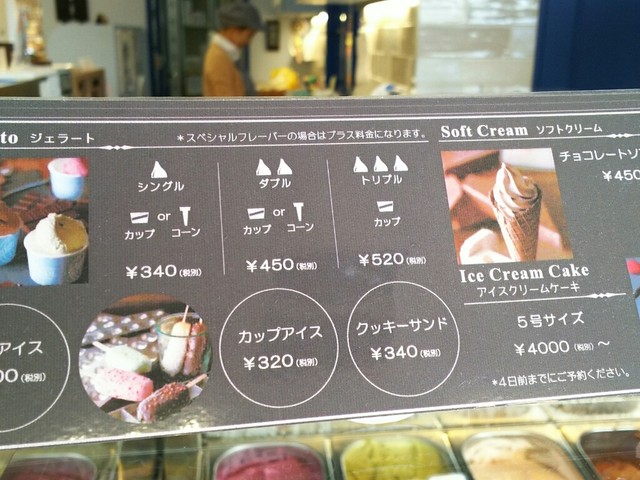 to ジェラート
＊スペシャルフレーバーの場合はプラス料金になります。
シングル
カップ or コーン
¥340(税別)
ダブル
カップ or コーン
¥450(税別)
トリプル
カップ
¥520(税別)
Soft Cream ソフトクリーム
チョコレートソ
¥450
Ice Cream Cake
アイスクリームケーキ
5号サイズ
¥4000(税別)～
*4日前までにご予約ください。
アイス
00(税別)
カップアイス
¥320(税別)
クッキーサンド
¥340(税別)